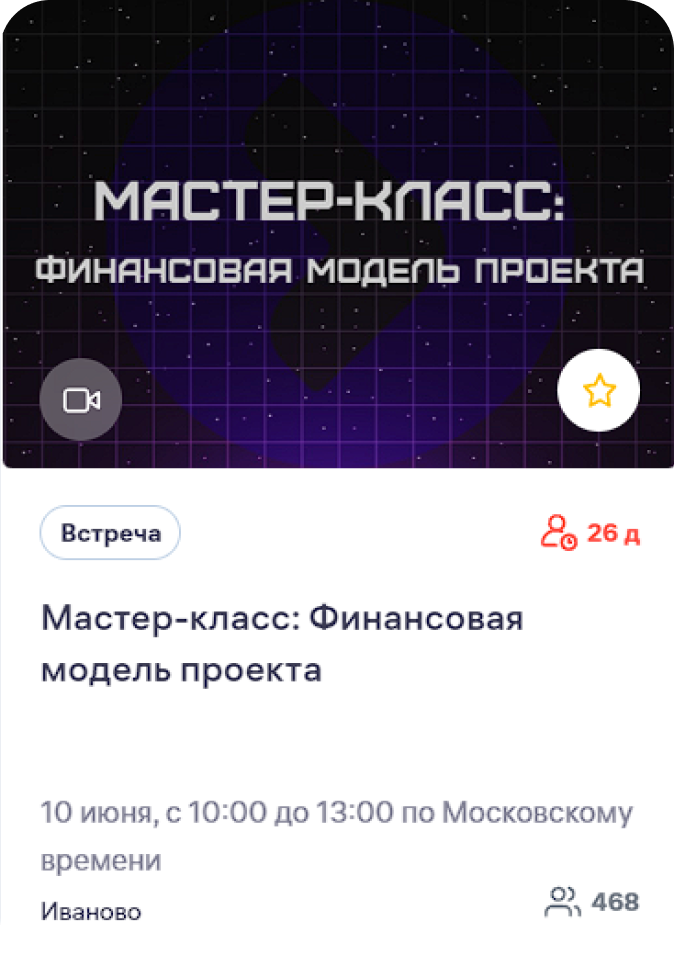 МАСТЕР-КЛАСС:
ФИНАНСОВАЯ МОДЕЛЬ ПРОЕКТА
Встреча
26 д
Мастер-класс: Финансовая
модель проекта
10 июня, с 10:00 до 13:00 по Московскому
времени
Иваново
468